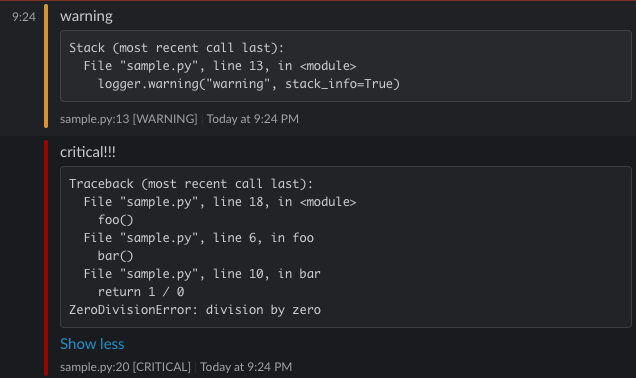 9:24 warning
Stack (most recent call last):
  File "sample.py", line 13, in <module>
    logger.warning("warning", stack_info=True)
sample.py:13 [WARNING] | Today at 9:24 PM
critical!!!
Traceback (most recent call last):
  File "sample.py", line 18, in <module>
    foo()
  File "sample.py", line 6, in foo
    bar()
  File "sample.py", line 10, in bar
    return 1 / 0
ZeroDivisionError: division by zero
Show less
sample.py:20 [CRITICAL] | Today at 9:24 PM